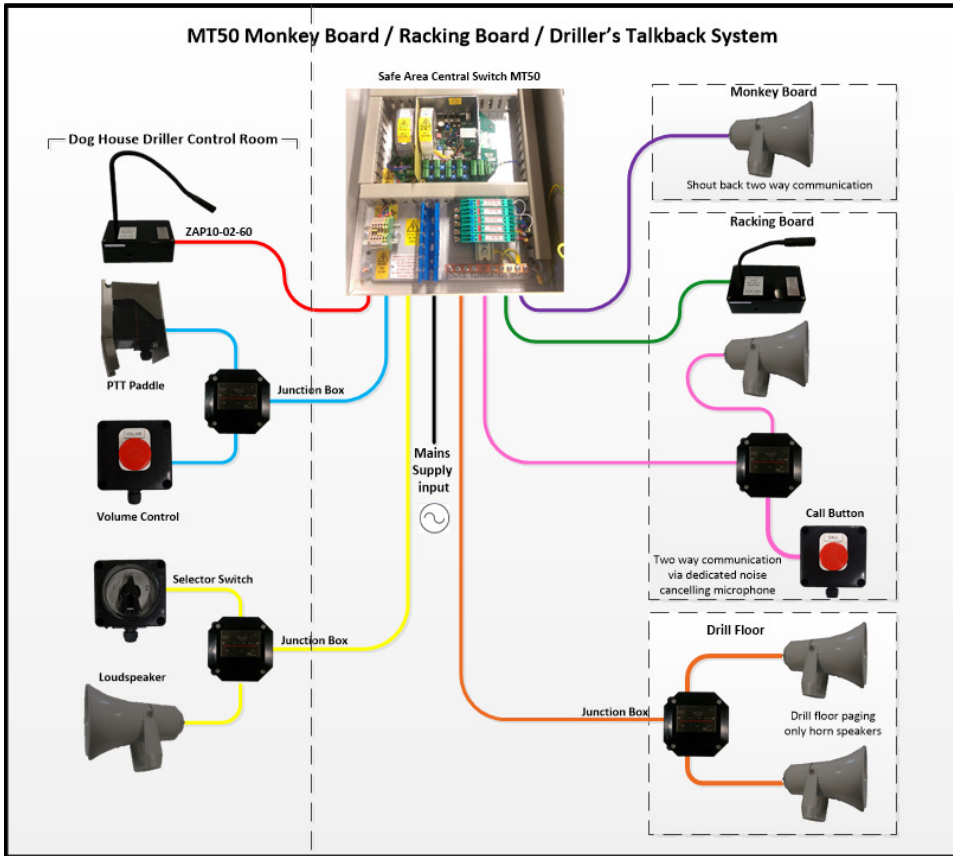 MT50 Monkey Board / Racking Board / Driller's Talkback System
Safe Area Central Switch MT50
Dog House Driller Control Room
ZAP10-02-60
PTT Paddle
Junction Box
Volume Control
Selector Switch
Junction Box
Loudspeaker
Mains
Supply
input
Monkey Board
Shout back two way communication
Racking Board
Call Button
CALL
Two way communication
via dedicated noise
cancelling microphone
Drill Floor
Junction Box
Drill floor paging
only horn speakers